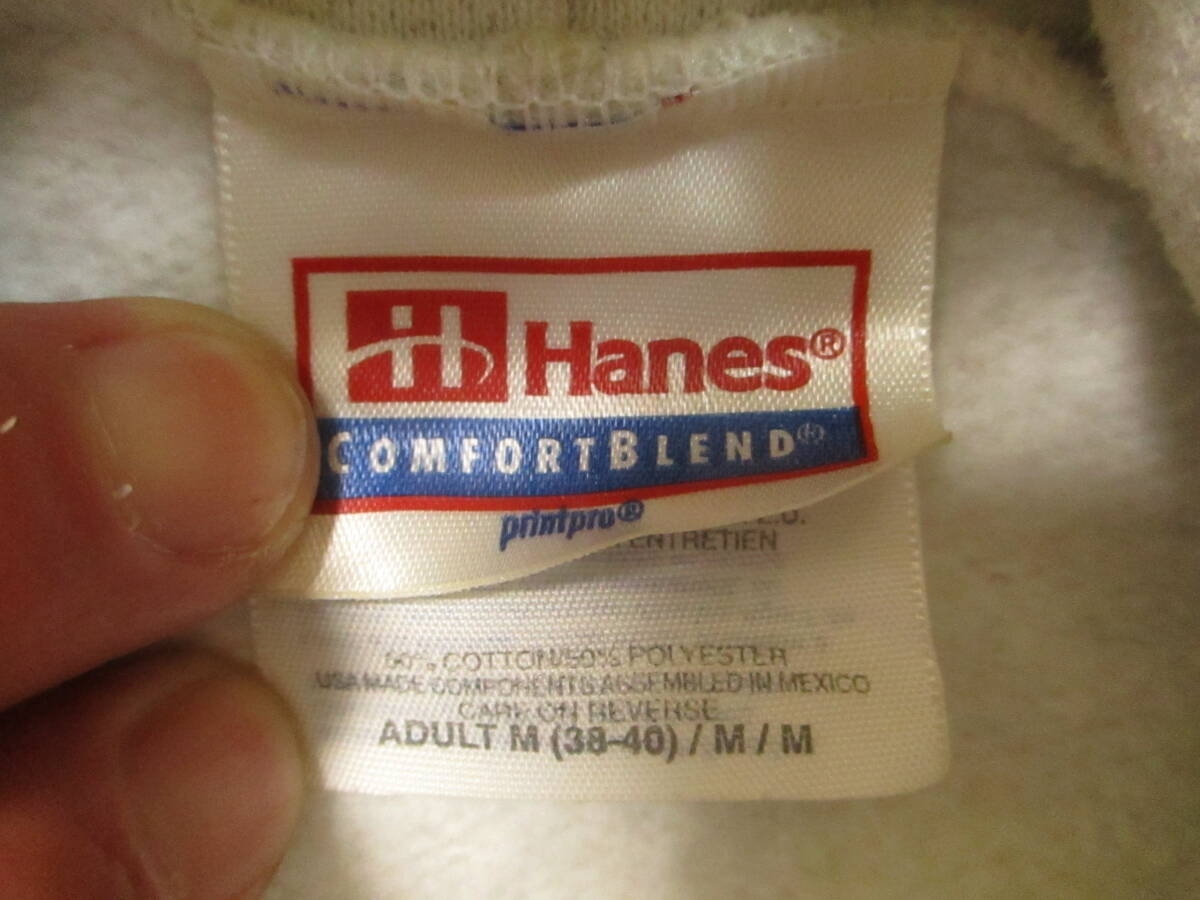 H Hanes®
COMFORTBLEND®
printpro®
ENTRETIEN
50% COTTON/50% POLYESTER
USA MADE COMPONENTS ASSEMBLED IN MEXICO
CARE ON REVERSE
ADULT M (38-40) / M / M